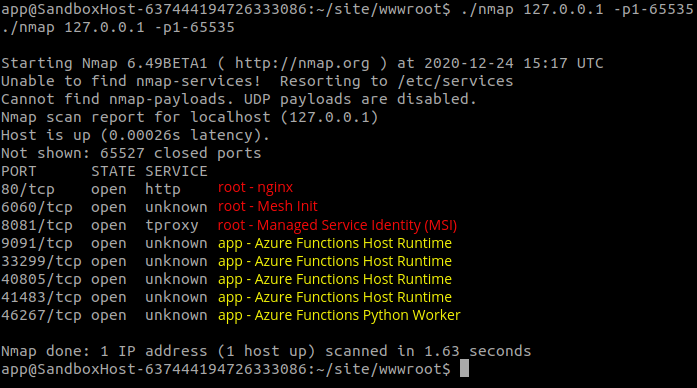 app@SandboxHost-637444194726333086:~/site/wwwroot$ ./nmap 127.0.0.1 -p1-65535
./nmap 127.0.0.1 -p1-65535
Starting Nmap 6.49BETA1 ( http://nmap.org ) at 2020-12-24 15:17 UTC
Unable to find nmap-services!  Resorting to /etc/services
Cannot find nmap-payloads. UDP payloads are disabled.
Nmap scan report for localhost (127.0.0.1)
Host is up (0.00026s latency).
Not shown: 65527 closed ports
PORT      STATE SERVICE
80/tcp    open  http    root - nginx
6060/tcp  open  unknown root - Mesh Init
8081/tcp  open  tproxy  root - Managed Service Identity (MSI)
9091/tcp  open  unknown app - Azure Functions Host Runtime
33299/tcp open  unknown app - Azure Functions Host Runtime
40805/tcp open  unknown app - Azure Functions Host Runtime
41483/tcp open  unknown app - Azure Functions Host Runtime
46267/tcp open  unknown app - Azure Functions Python Worker
Nmap done: 1 IP address (1 host up) scanned in 1.63 seconds
app@SandboxHost-637444194726333086:~/site/wwwroot$